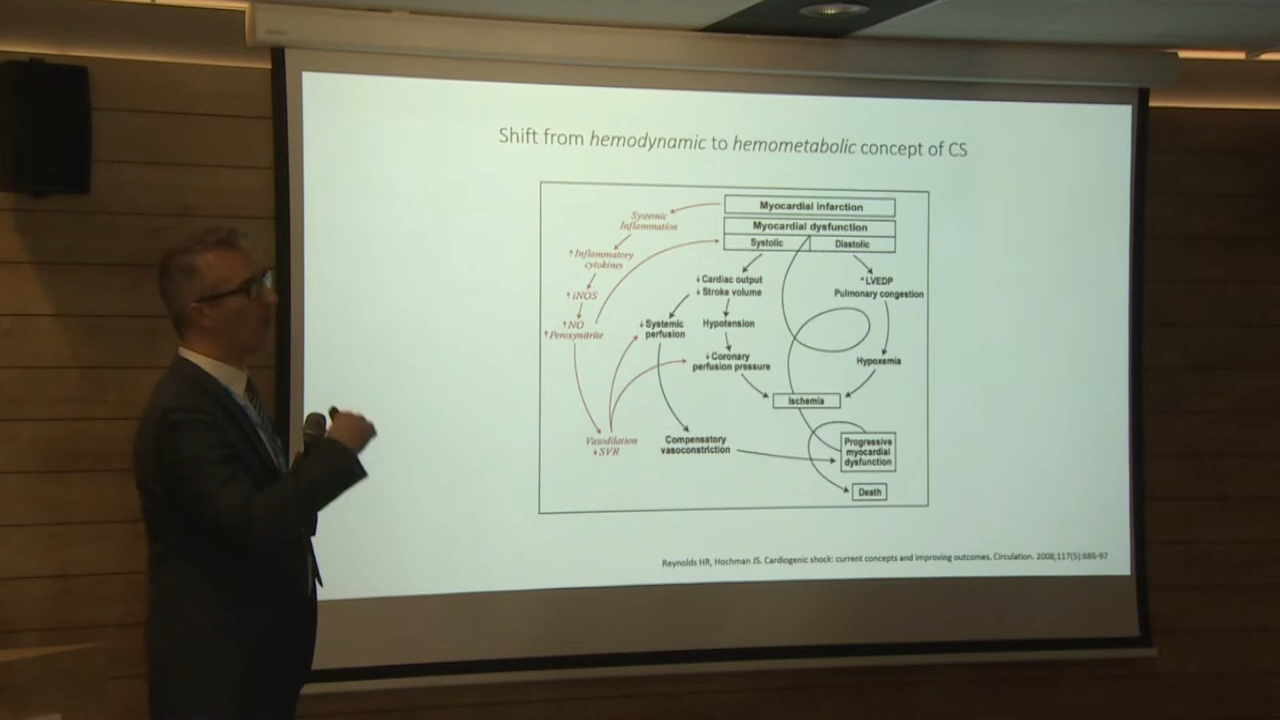 Shift from hemodynamic to hemometabolic concept of CS
Myocardial infarction
Systemic
Inflammation
Myocardial dysfunction
Systolic
Diastolic
↑Inflammatory
cytokines
↓Cardiac output
↓Stroke volume
↑LVEDP
Pulmonary congestion
↑iNOS
↑NO
↑Peroxynitrite
↓Systemic
perfusion
Hypotension
↓Coronary
perfusion pressure
Hypoxemia
Ischemia
Vasodilation
↓SVR
Compensatory
vasoconstriction
Progressive
myocardial
dysfunction
Death
Reynolds HR, Hochman JS. Cardiogenic shock: current concepts and improving outcomes. Circulation. 2008;117(5):686-97